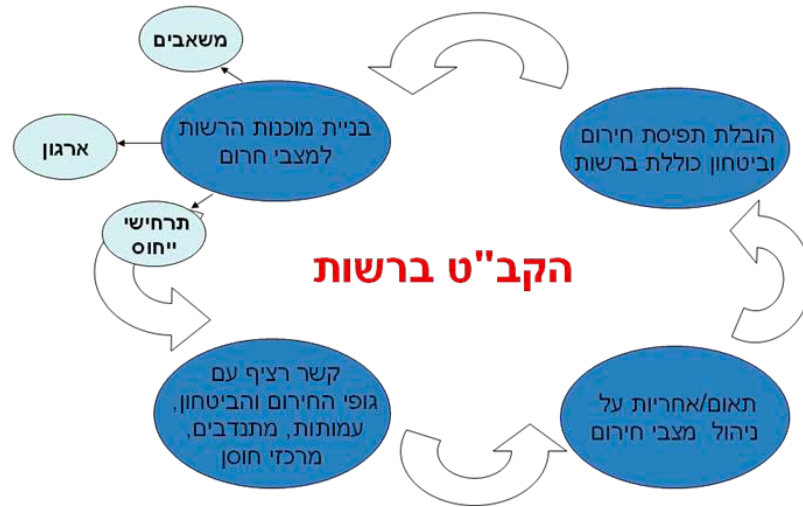 משאבים
בניית מוכנות הרשות
למצבי חרום
ארגון
תרחישי
ייחוס
הובלת תפיסת חירום
וביטחון כוללת ברשות
הקב"ט ברשות
קשר רציף עם
גופי החירום והביטחון,
עמותות, מתנדבים,
מרכזי חוסן
תאום/אחריות על
ניהול מצבי חירום